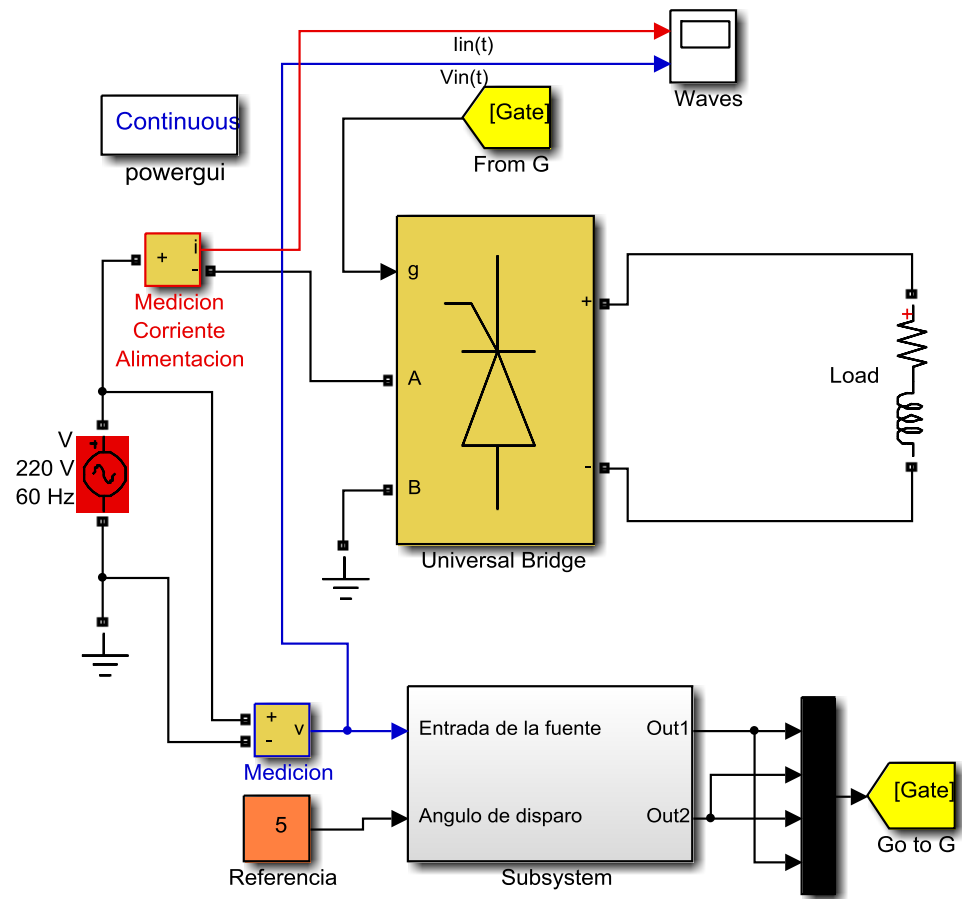 Iin(t)
Vin(t)
Waves
[Gate]
From G
Continuous
powergui
+
i
-
Medicion
Corriente
Alimentacion
g
A
B
+
-
Universal Bridge
+
Load
V
+
220 V
60 Hz
+
-
v
Medicion
5
Referencia
Entrada de la fuente
Out1
Angulo de disparo
Out2
Subsystem
[Gate]
Go to G